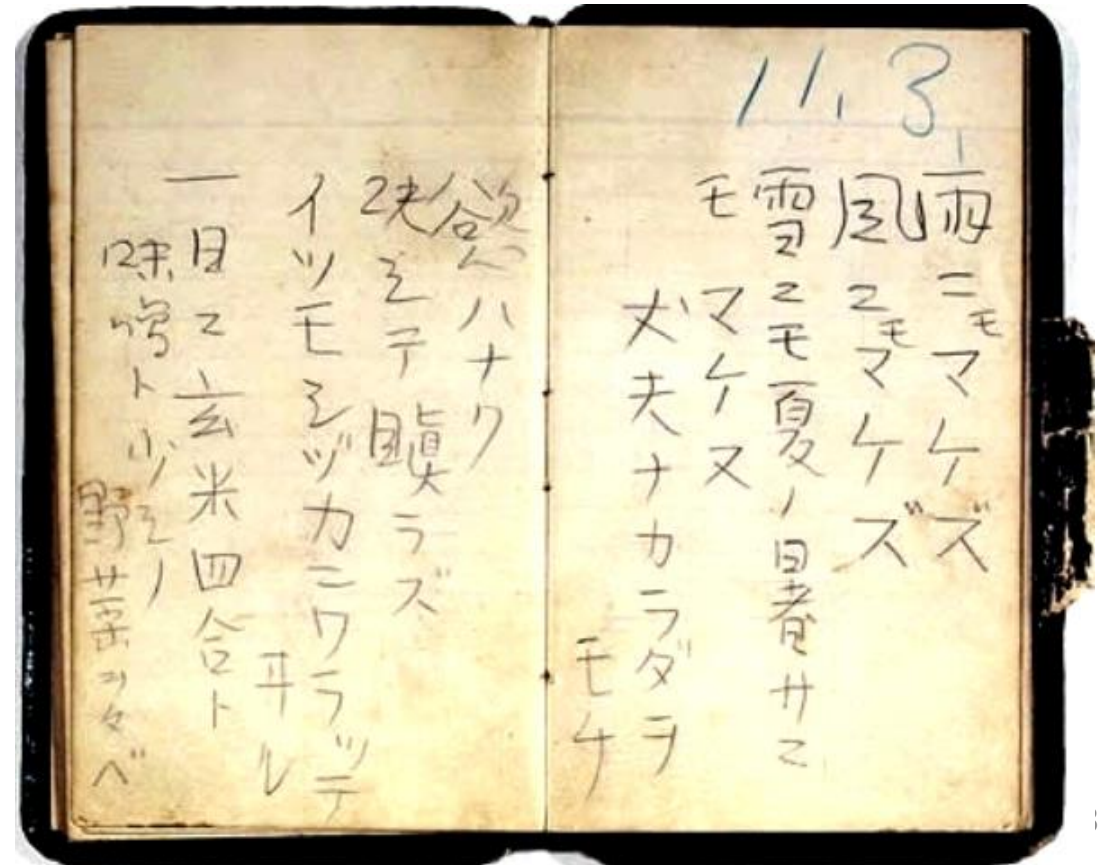 11.3.
雨ニモマケズ
風ニモマケズ
雪ニモ夏ノ暑サニ
モ マケヌ
丈夫ナカラダヲ
モチ
慾ハナク
決シテ瞋ラズ
イツモシヅカニワラッテ
ヰル
一日ニ玄米四合ト
味噌ト少シノ
野菜ヲタベ